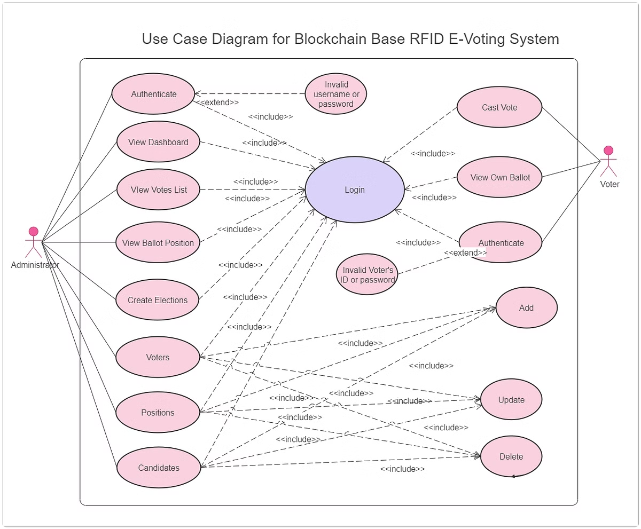 Use Case Diagram for Blockchain Base RFID E-Voting System
Authenticate
Invalid
username or
password
<<extend>>
<<include>>
Cast Vote
View Dashboard
<<include>>
<<include>>
View Own Ballot
Voter
VIew Votes List
<<include>>
Login
<<include>>
<<include>>
View Ballot Position
<<include>>
<<include>>
Authenticate
<<extend>>
Administrator
<<include>>
Invalid Voter's
ID or password
Create Elections
<<include>>
Add
<<include>>
<<include>>
Voters
<<include>>
<<include>>
<<include>>
<<include>>
Update
Positions
<<include>>
<<include>>
<<include>>
Delete
Candidates
<<include>>